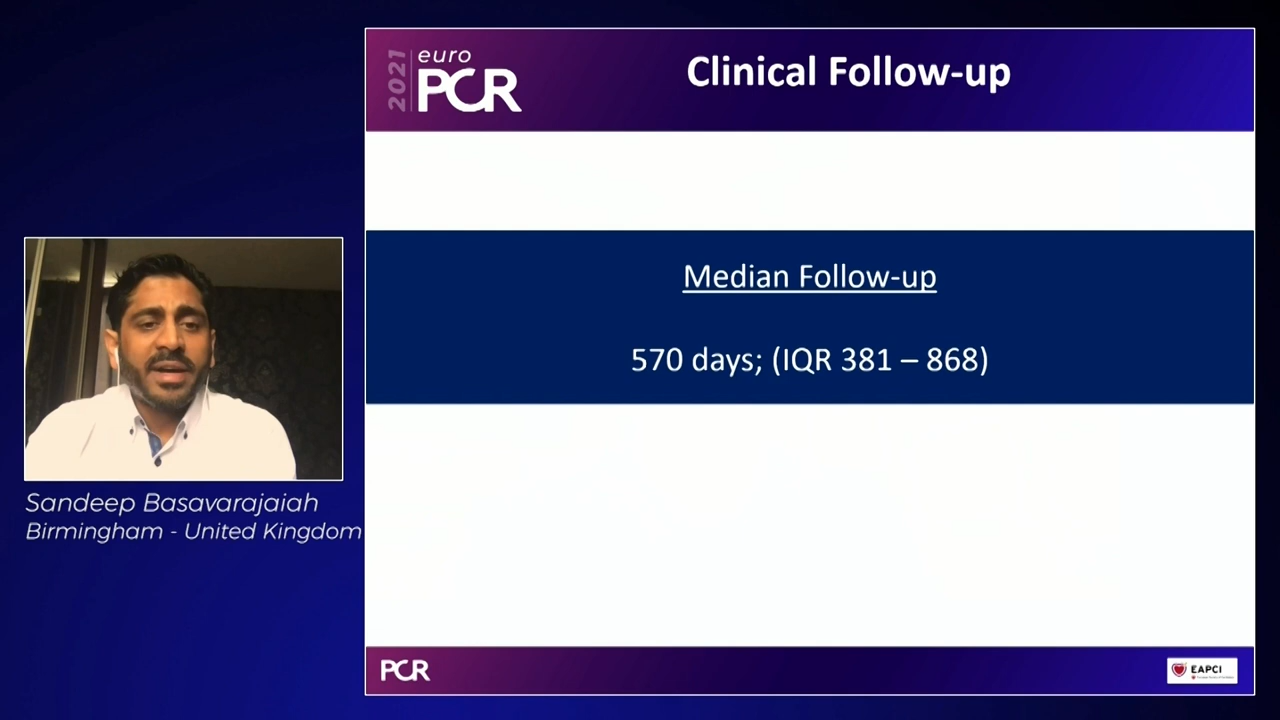 2021
euro
PCR
Clinical Follow-up
Median Follow-up
570 days; (IQR 381 – 868)
Sandeep Basavarajaiah
Birmingham - United Kingdom
PCR
EAPCI